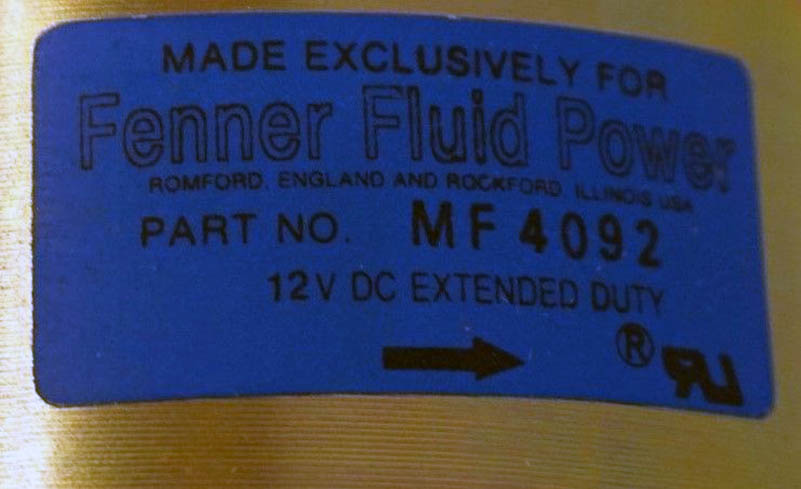 MADE EXCLUSIVELY FOR
Fenner Fluid Power
ROMFORD, ENGLAND AND ROCKFORD, ILLINOIS USA
PART NO. MF 4092
12V DC EXTENDED DUTY
® RU